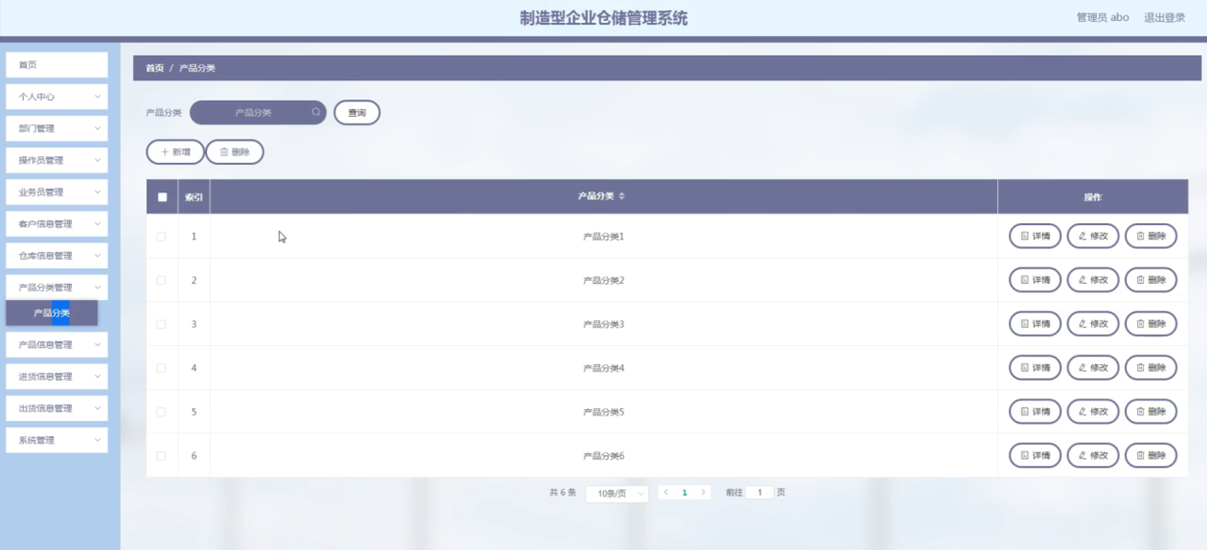 制造型企业仓储管理系统
管理员 abo 退出登录
首页
个人中心
部门管理
操作员管理
业务员管理
客户信息管理
仓库信息管理
产品分类管理
产品分类
产品信息管理
进货信息管理
出货信息管理
系统管理
首页 / 产品分类
产品分类 产品分类 查询
+ 新增 删除
索引 产品分类 操作
1 产品分类1 详情 修改 删除
2 产品分类2 详情 修改 删除
3 产品分类3 详情 修改 删除
4 产品分类4 详情 修改 删除
5 产品分类5 详情 修改 删除
6 产品分类6 详情 修改 删除
共 6 条 10条/页 1 前往 1 页